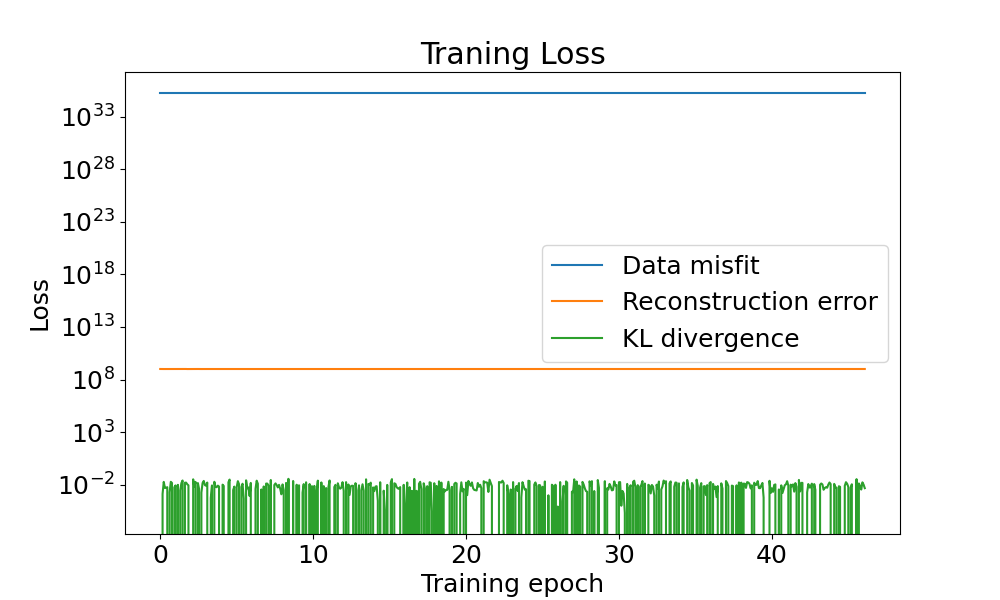 Traning Loss
10^33
10^28
10^23
10^18
10^13
10^8
10^3
10^−2
Loss
Data misfit
Reconstruction error
KL divergence
0 10 20 30 40
Training epoch